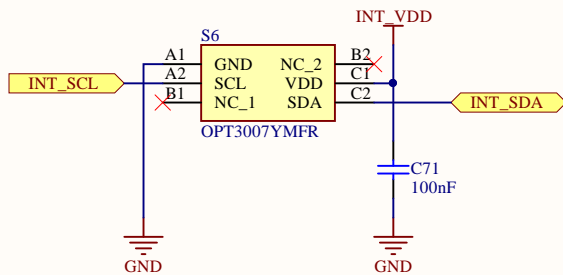 INT_VDD
S6
A1 GND NC_2 B2
INT_SCL A2 SCL VDD C1
B1 NC_1 SDA C2 INT_SDA
OPT3007YMFR
C71
100nF
GND GND